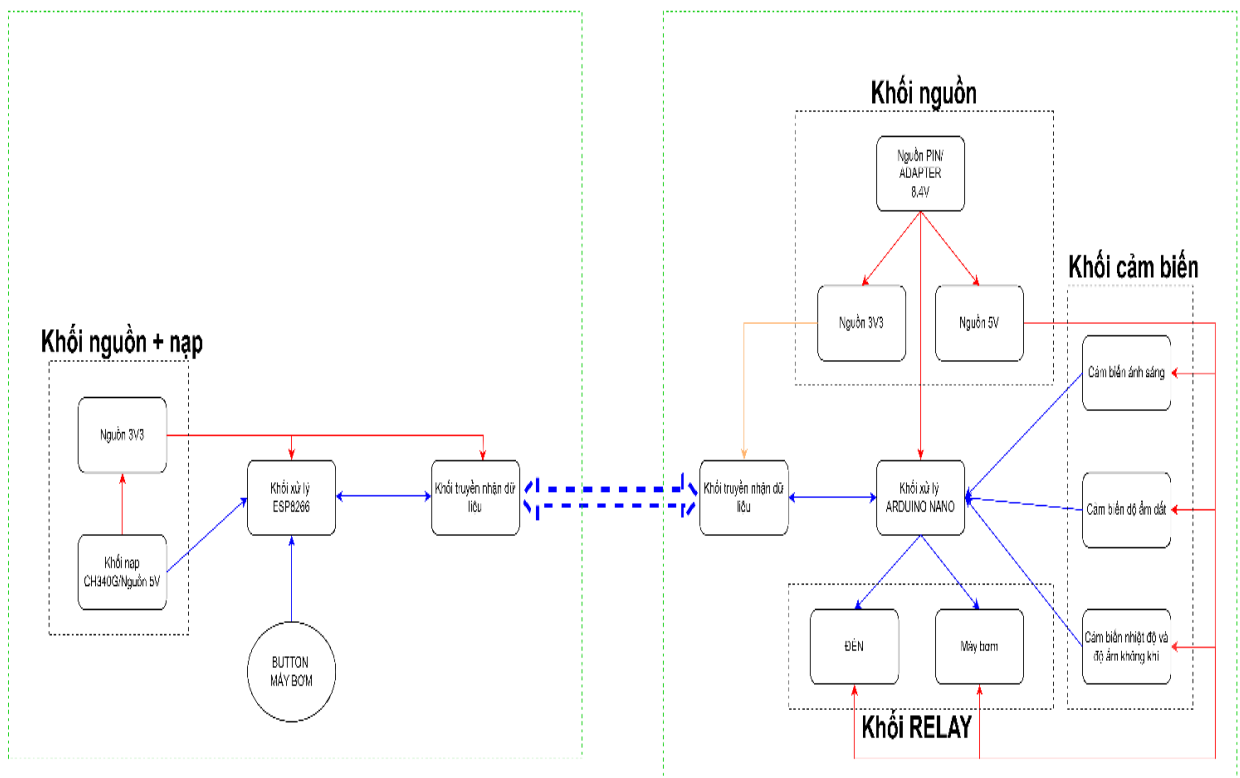 Khối nguồn + nạp
Nguồn 3V3
Khối nạp
CH340G/Nguồn 5V
Khối xử lý
ESP8266
BUTTON
MÁY BƠM
Khối truyền nhận dữ
liệu
Khối nguồn
Nguồn PIN/
ADAPTER
8.4V
Nguồn 3V3
Nguồn 5V
Khối truyền nhận dữ
liệu
Khối xử lý
ARDUINO NANO
Khối cảm biến
Cảm biến ánh sáng
Cảm biến độ ẩm đất
Cảm biến nhiệt độ và
độ ẩm không khí
ĐÈN
Máy bơm
Khối RELAY